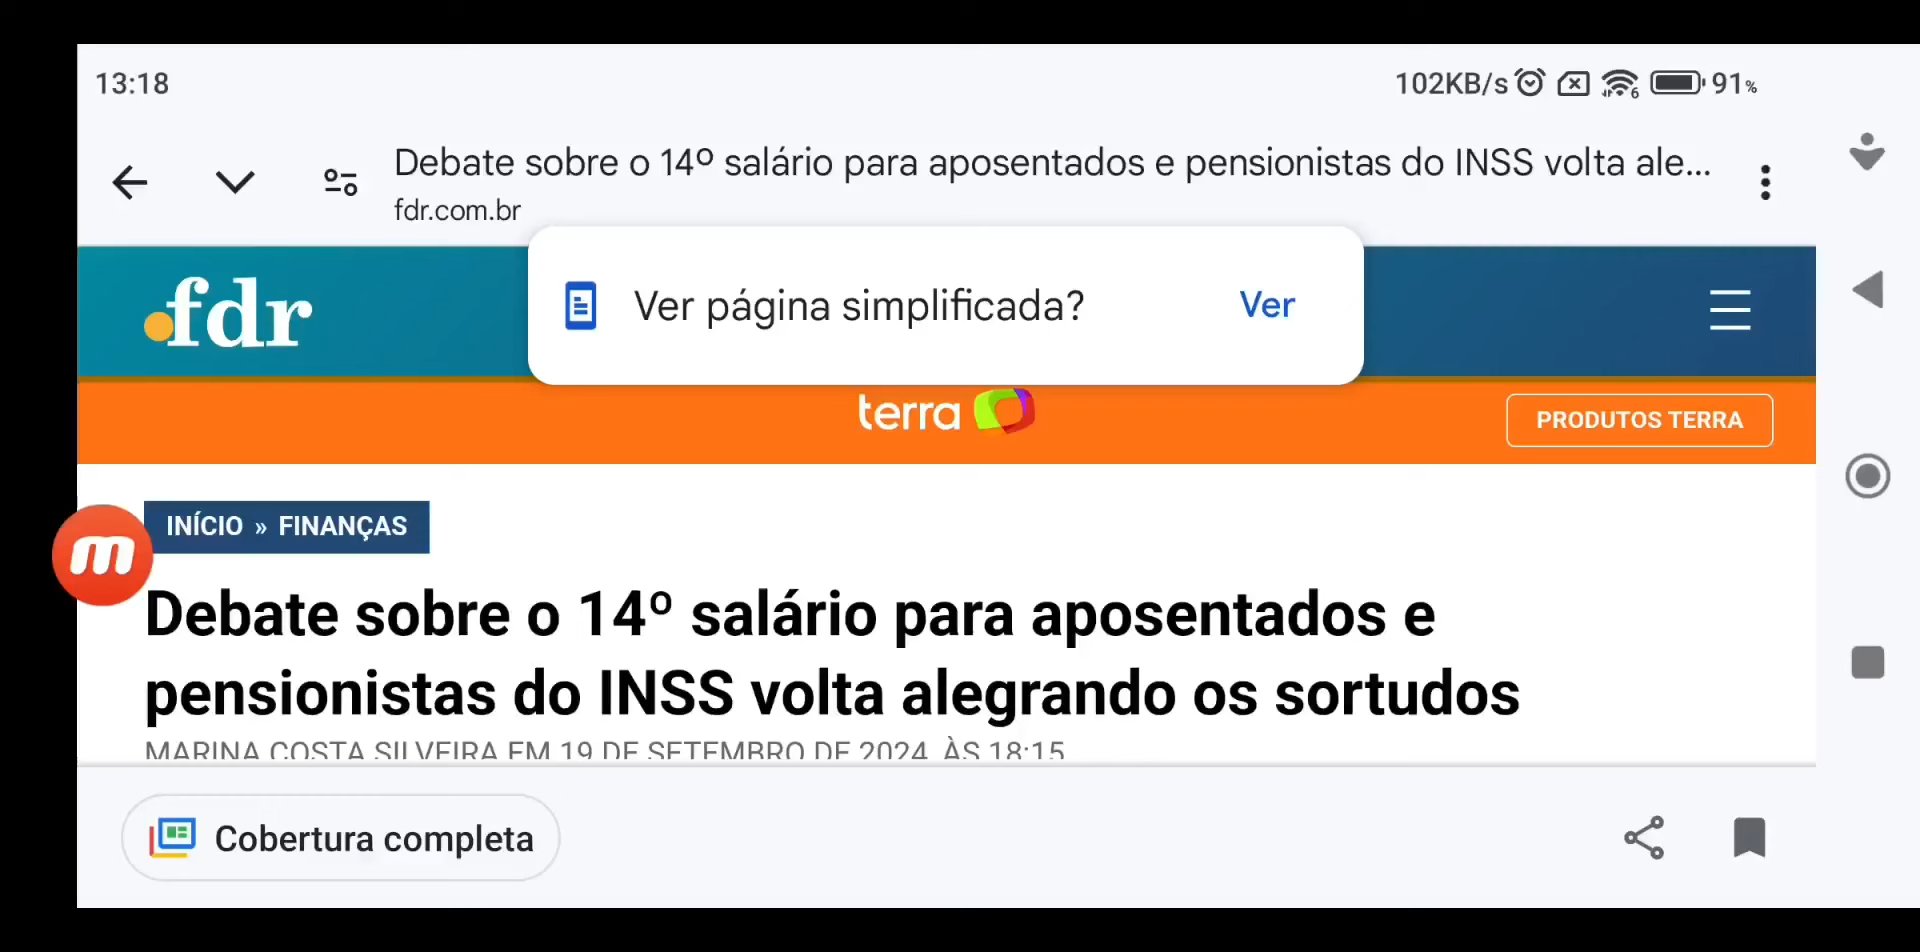 13:18
102KB/s 6 91%
Debate sobre o 14º salário para aposentados e pensionistas do INSS volta ale...
fdr.com.br
fdr
Ver página simplificada?
Ver
terra
PRODUTOS TERRA
INÍCIO » FINANÇAS
m
Debate sobre o 14º salário para aposentados e
pensionistas do INSS volta alegrando os sortudos
MARINA COSTA SILVEIRA EM 19 DE SETEMBRO DE 2024, ÀS 18:15
Cobertura completa